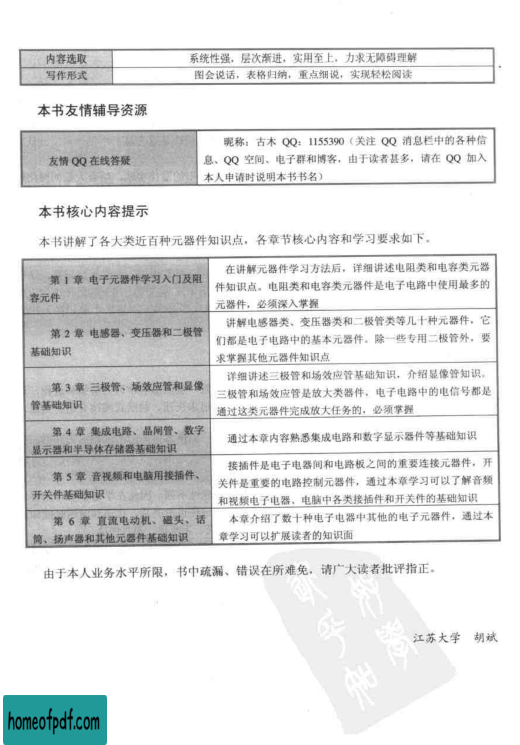 内容选取 系统性强，层次渐进，实用至上，力求无障碍理解
写作形式 图会说话，表格归纳，重点细说，实现轻松阅读
本书友情辅导资源
友情 QQ 在线答疑
昵称：古木 QQ：1155390（关注 QQ 消息栏中的各种信
息、QQ 空间、电子群和博客，由于读者甚多，请在 QQ 加入
本人申请时说明本书书名）
本书核心内容提示
本书讲解了各大类近百种元器件知识点，各章节核心内容和学习要求如下。
第 1 章 电子元器件学习入门及阻
容元件
在讲解元器件学习方法后，详细讲述电阻类和电容类元器
件知识点。电阻类和电容类元器件是电子电路中使用最多的
元器件，必须深入掌握
第 2 章 电感器、变压器和二极管
基础知识
讲解电感器类、变压器类和二极管类等几十种元器件，它
们都是电子电路中的基本元器件。除一些专用二极管外，要
求掌握其他元器件知识点
第 3 章 三极管、场效应管和显像
管基础知识
详细讲述三极管和场效应管基础知识，介绍显像管知识。
三极管和场效应管是放大类器件，电子电路中的电信号都是
通过这类元器件完成放大任务的，必须掌握
第 4 章 集成电路、晶闸管、数字
显示器和半导体存储器基础知识
通过本章内容熟悉集成电路和数字显示器件等基础知识
第 5 章 音视频和电脑用接插件、
开关件基础知识
接插件是电子电器间和电路板之间的重要连接元器件，开
关件是重要的电路控制元器件，通过本章学习可以了解音频
和视频电子电器、电脑中各类接插件和开关件的基础知识
第 6 章 直流电动机、磁头、话
筒、扬声器和其他元器件基础知识
本章介绍了数十种电子电器中其他的电子元器件，通过本
章学习可以扩展读者的知识面
由于本人业务水平所限，书中疏漏、错误在所难免，请广大读者批评指正。
江苏大学 胡斌
homeofpdf.com